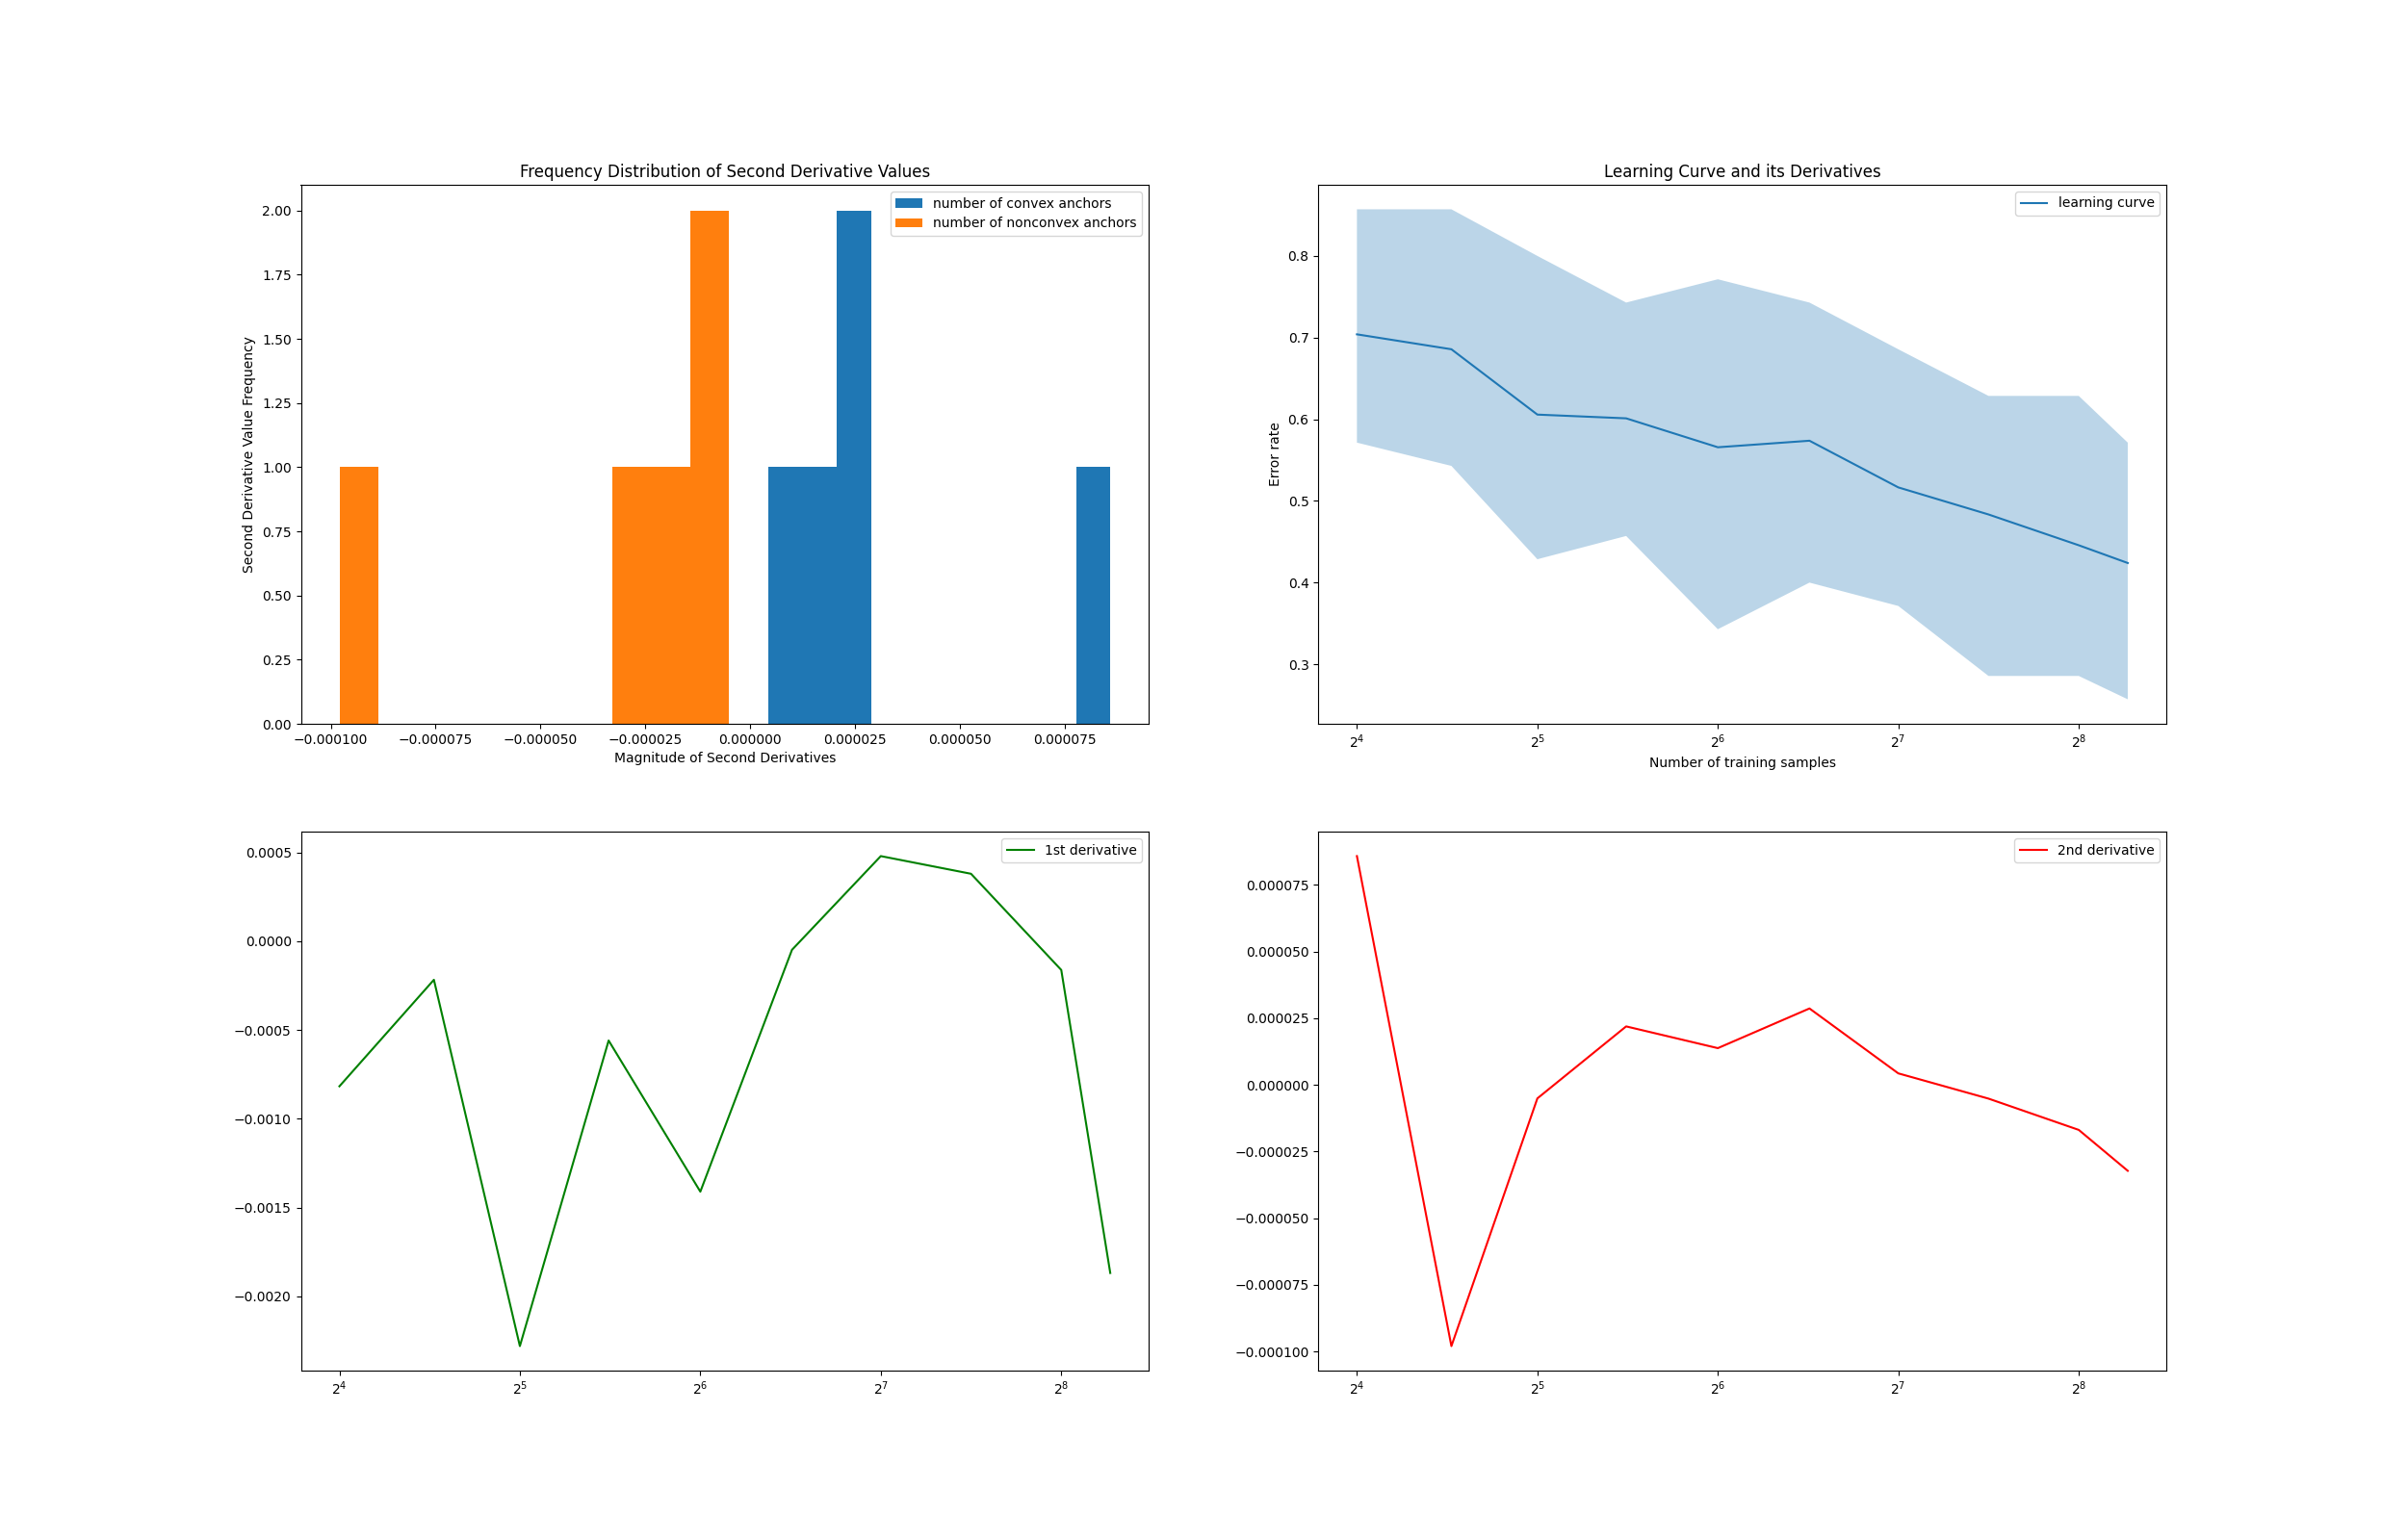 Frequency Distribution of Second Derivative Values
number of convex anchors
number of nonconvex anchors
Second Derivative Value Frequency
2.00
1.75
1.50
1.25
1.00
0.75
0.50
0.25
0.00
−0.000100 −0.000075 −0.000050 −0.000025 0.000000 0.000025 0.000050 0.000075
Magnitude of Second Derivatives
Learning Curve and its Derivatives
learning curve
Error rate
0.8
0.7
0.6
0.5
0.4
0.3
2⁴ 2⁵ 2⁶ 2⁷ 2⁸
Number of training samples
1st derivative
0.0005
0.0000
−0.0005
−0.0010
−0.0015
−0.0020
2⁴ 2⁵ 2⁶ 2⁷ 2⁸
2nd derivative
0.000075
0.000050
0.000025
0.000000
−0.000025
−0.000050
−0.000075
−0.000100
2⁴ 2⁵ 2⁶ 2⁷ 2⁸